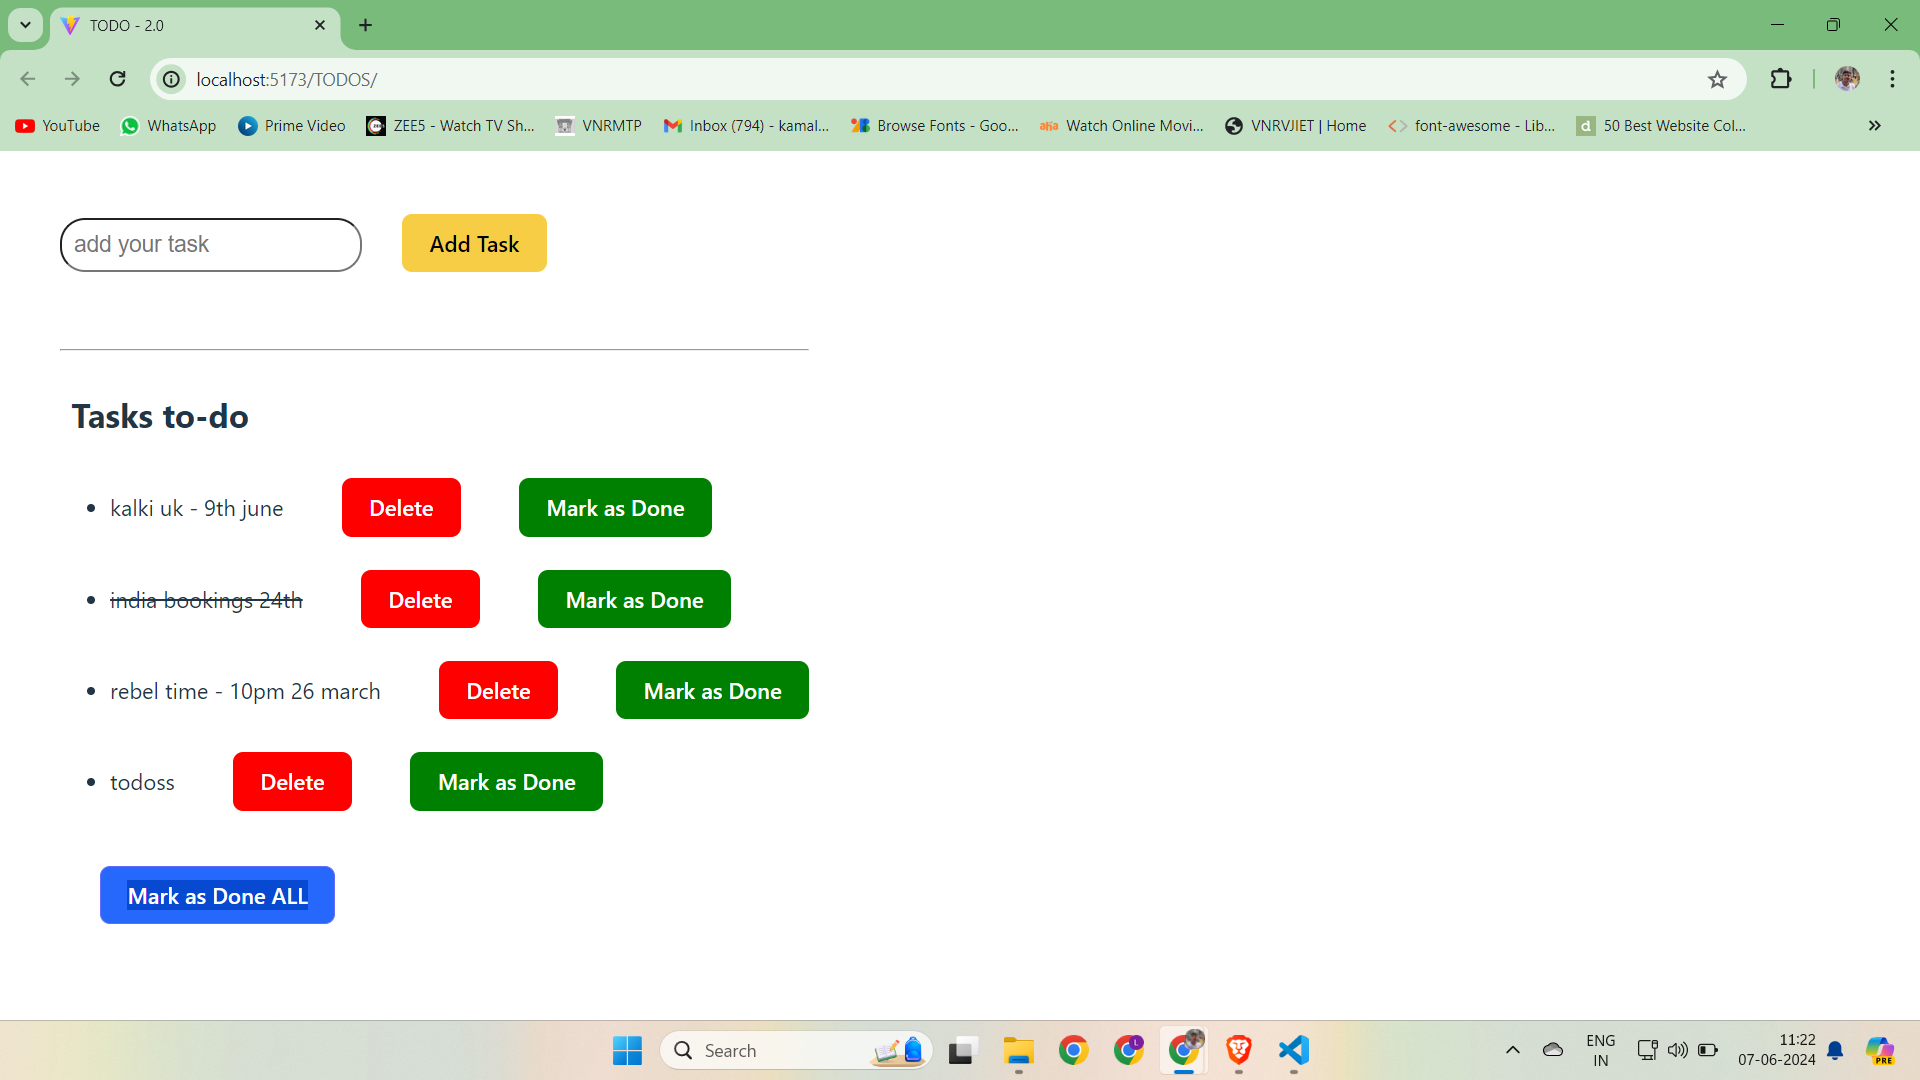 TODO - 2.0
localhost:5173/TODOS/
YouTube WhatsApp Prime Video ZEE5 - Watch TV Sh... VNRMTP Inbox (794) - kamal... Browse Fonts - Goo... aha Watch Online Movi... VNRVJIET | Home font-awesome - Lib... d 50 Best Website Col...
add your task Add Task
Tasks to-do
kalki uk - 9th june Delete Mark as Done
india bookings 24th Delete Mark as Done
rebel time - 10pm 26 march Delete Mark as Done
todoss Delete Mark as Done
Mark as Done ALL
Search L ENG 11:22
IN 07-06-2024 PRE